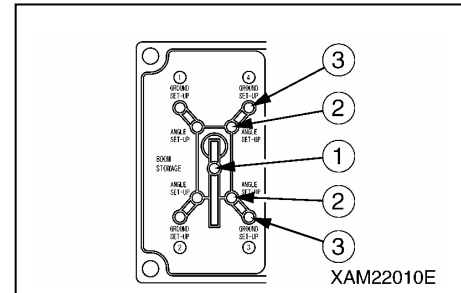 ① ④
GROUND SET-UP GROUND SET-UP
③
②
ANGLE SET-UP ANGLE SET-UP
①
BOOM STOWAGE
ANGLE SET-UP ANGLE SET-UP
②
GROUND SET-UP GROUND SET-UP
③
② ③
XAM22010E